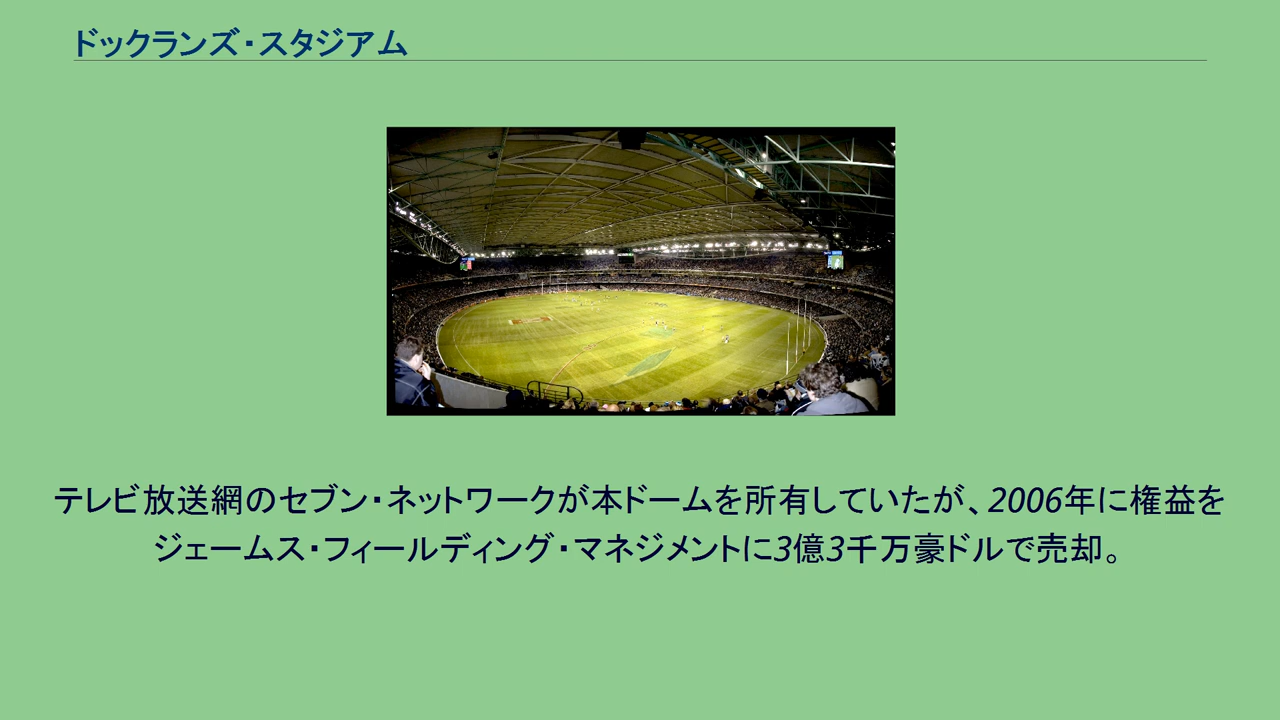 ドックランズ・スタジアム
テレビ放送網のセブン・ネットワークが本ドームを所有していたが、2006年に権益を
ジェームス・フィールディング・マネジメントに3億3千万豪ドルで売却。